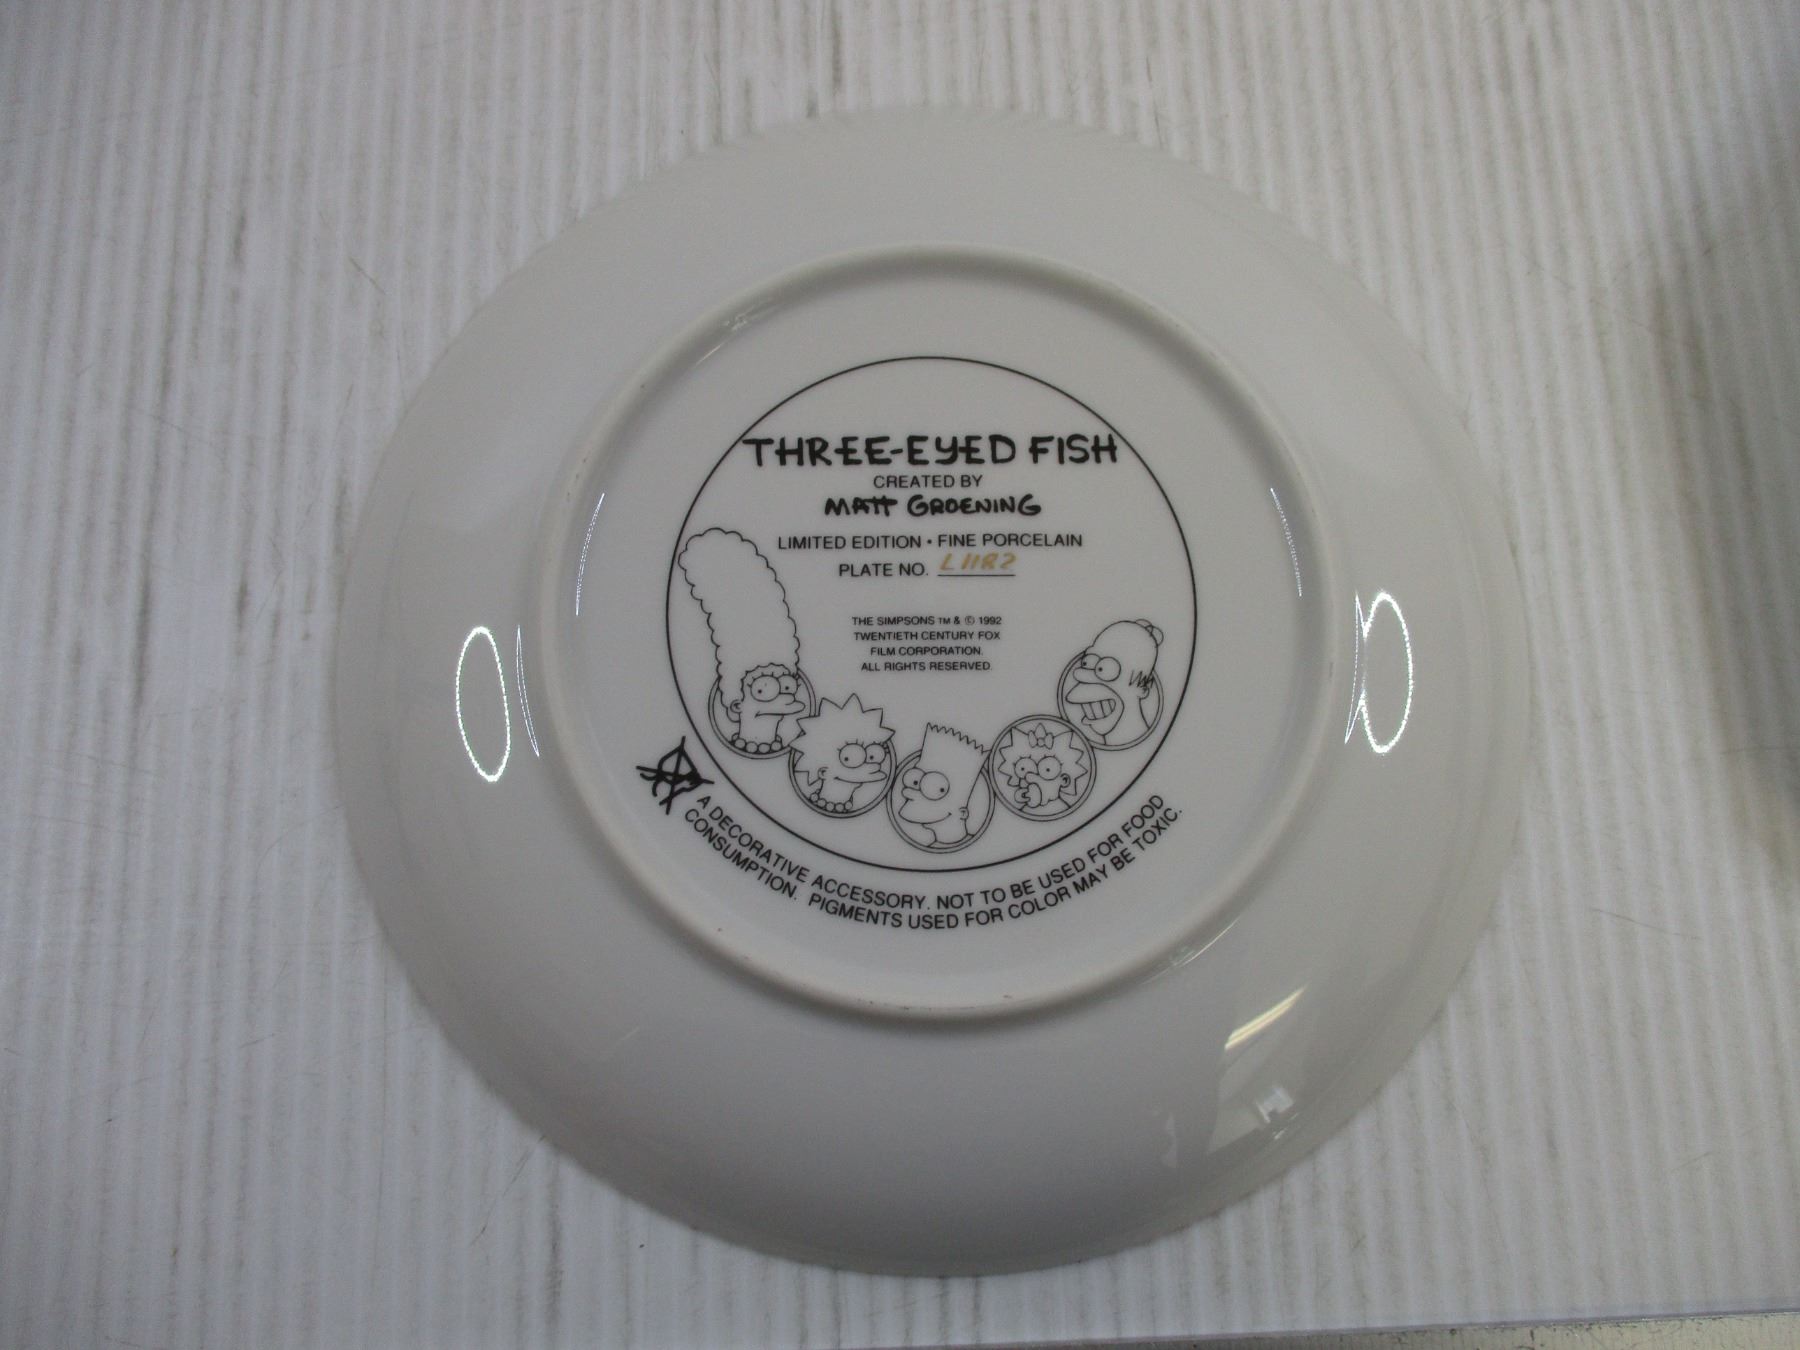 THREE-EYED FISH
CREATED BY
MATT GROENING
LIMITED EDITION • FINE PORCELAIN
PLATE NO. L1182
THE SIMPSONS TM & © 1992
TWENTIETH CENTURY FOX
FILM CORPORATION.
ALL RIGHTS RESERVED.
A DECORATIVE ACCESSORY. NOT TO BE USED FOR FOOD
CONSUMPTION. PIGMENTS USED FOR COLOR MAY BE TOXIC.